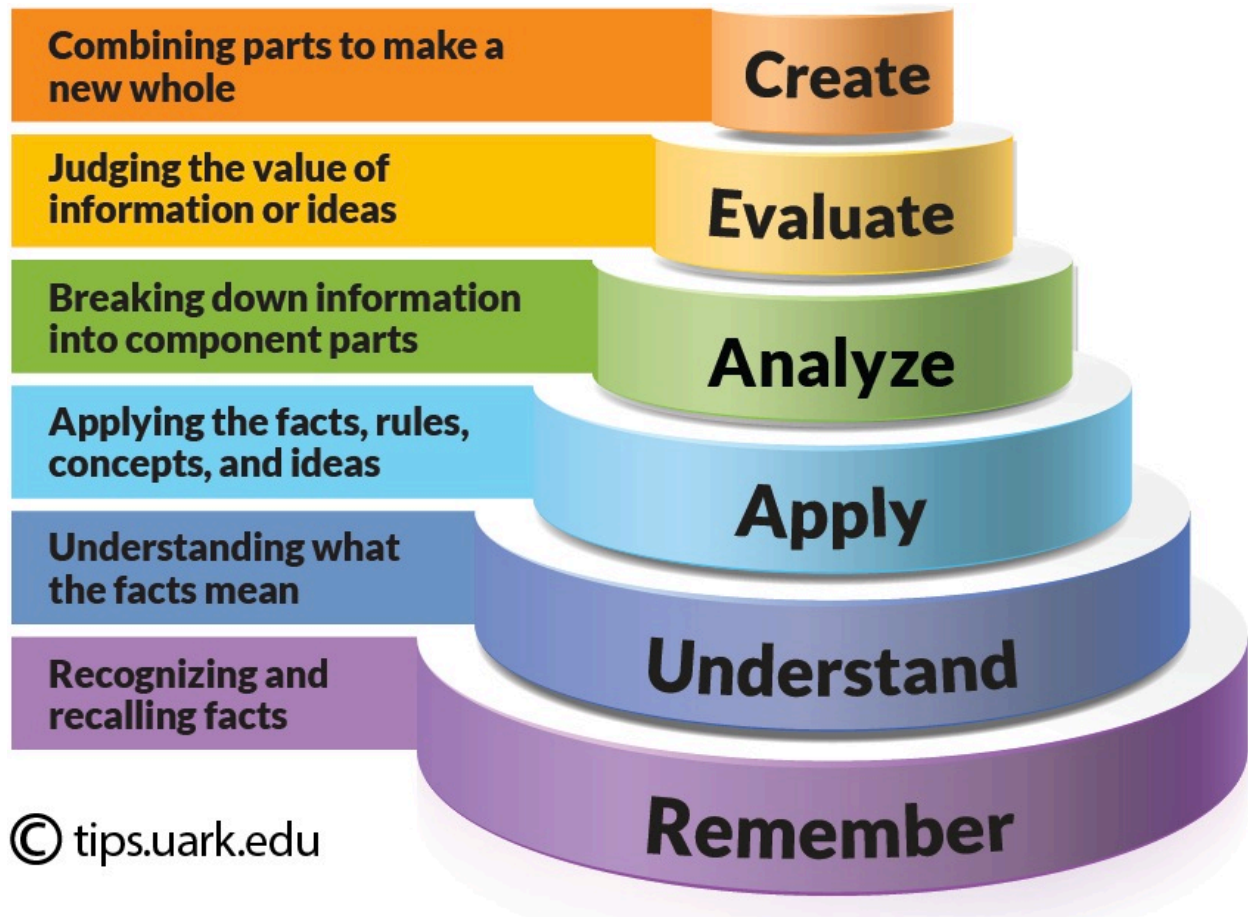 Combining parts to make a
new whole
Create
Judging the value of
information or ideas
Evaluate
Breaking down information
into component parts
Analyze
Applying the facts, rules,
concepts, and ideas
Apply
Understanding what
the facts mean
Understand
Recognizing and
recalling facts
Remember
© tips.uark.edu